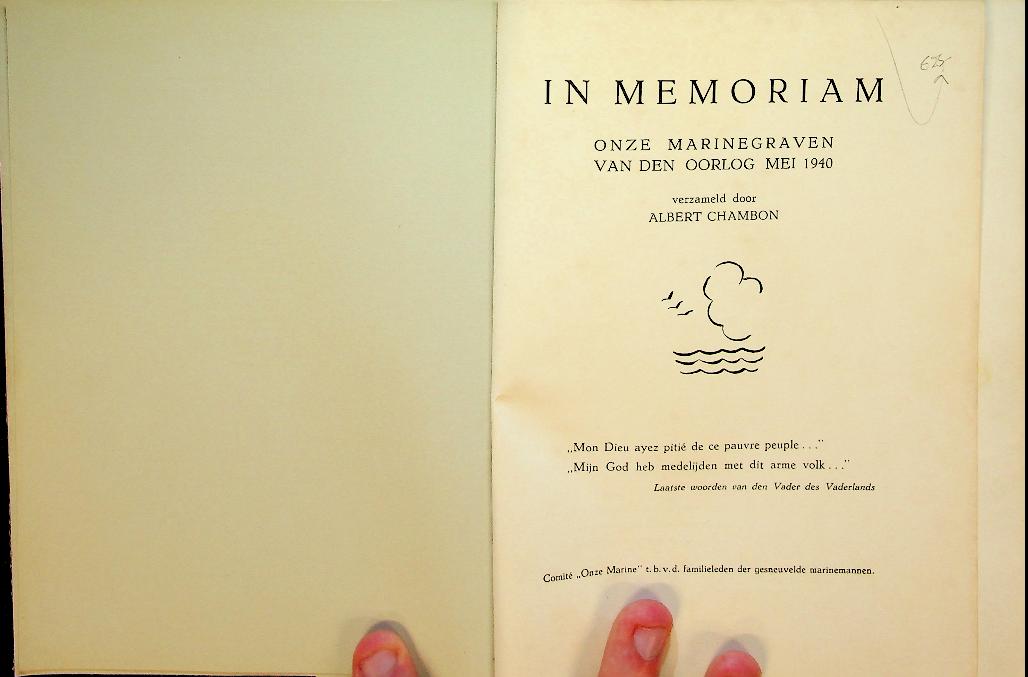 IN MEMORIAM
ONZE MARINEGRAVEN
VAN DEN OORLOG MEI 1940
verzameld door
ALBERT CHAMBON
„Mon Dieu ayez pitié de ce pauvre peuple . . .”
„Mijn God heb medelijden met dit arme volk . . .”
Laatste woorden van den Vader des Vaderlands
Comité „Onze Marine” t. b. v. d. familieleden der gesneuvelde marinemannen.